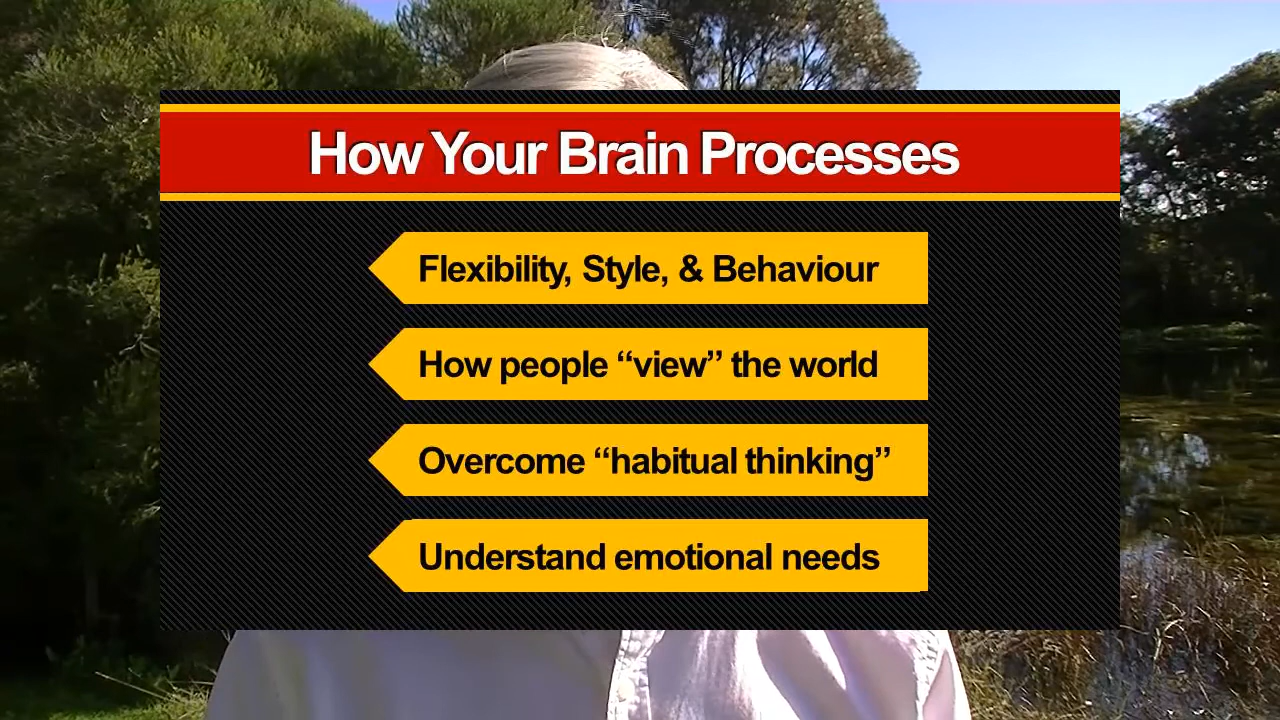 How Your Brain Processes
Flexibility, Style, & Behaviour
How people “view” the world
Overcome “habitual thinking”
Understand emotional needs